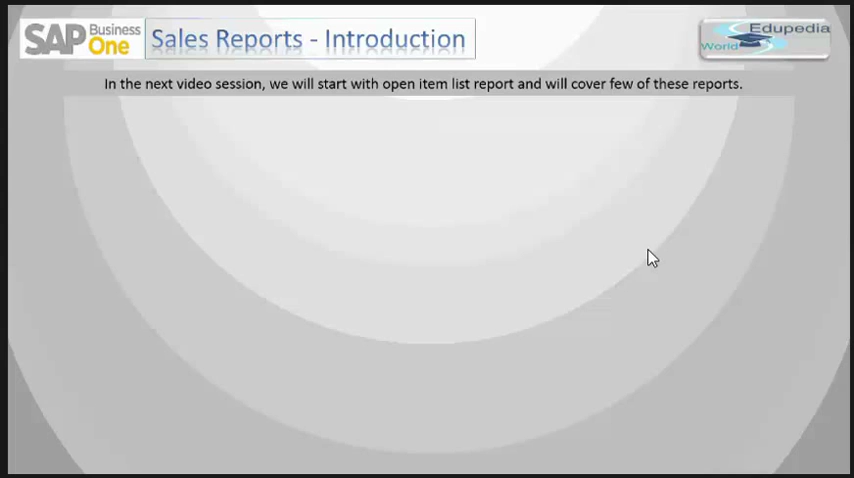 SAP Business One
Sales Reports - Introduction
Edupedia
World
In the next video session, we will start with open item list report and will cover few of these reports.